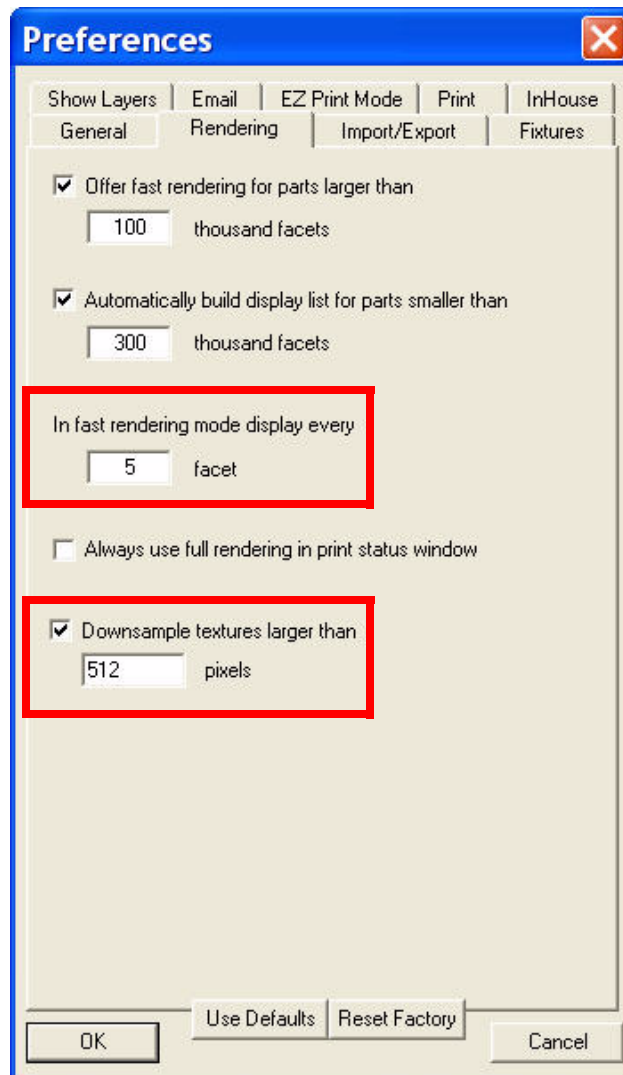 Preferences
Show Layers Email EZ Print Mode Print InHouse
General Rendering Import/Export Fixtures
Offer fast rendering for parts larger than
100 thousand facets
Automatically build display list for parts smaller than
300 thousand facets
In fast rendering mode display every
5 facet
Always use full rendering in print status window
Downsample textures larger than
512 pixels
Use Defaults Reset Factory
OK Cancel